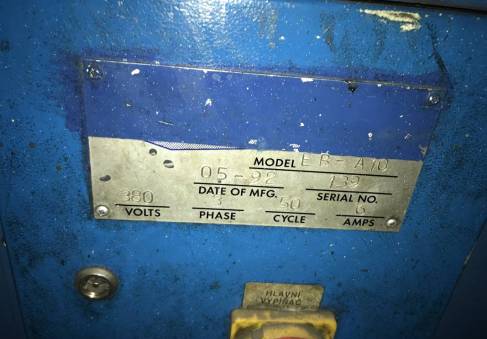 MODEL ER-A10
05-92 139
DATE OF MFG. SERIAL NO.
380 3 50 6
VOLTS PHASE CYCLE AMPS
HLAVNÍ
VYPÍNAČ